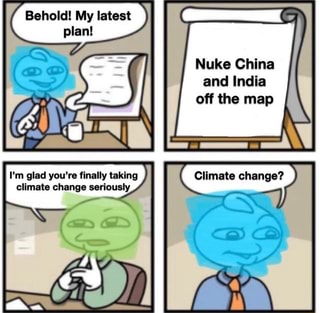 Behold! My latest
plan!
Nuke China
and India
off the map
I'm glad you're finally taking
climate change seriously
Climate change?